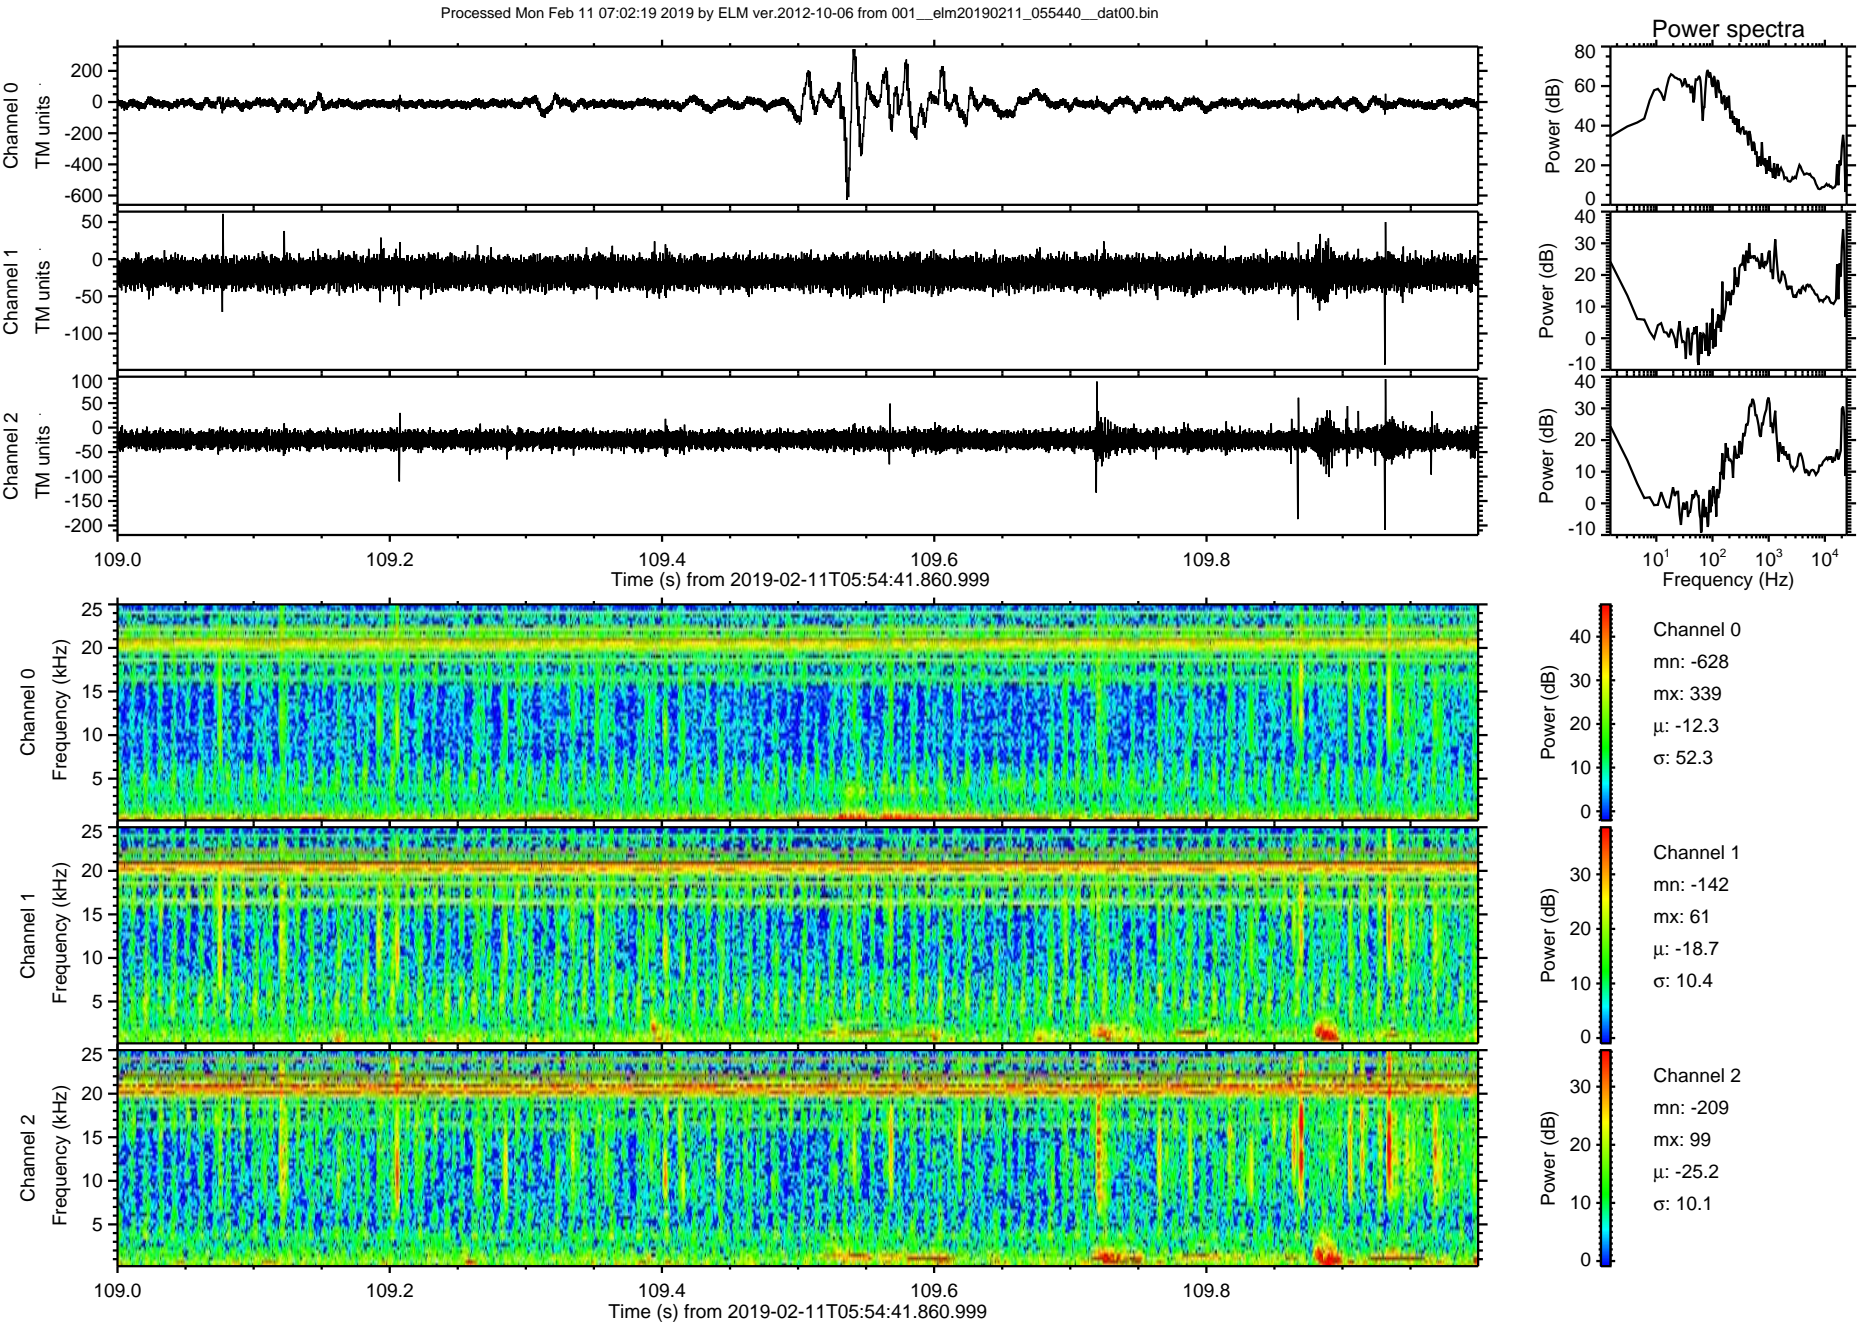 Processed Mon Feb 11 07:02:19 2019 by ELM ver.2012-10-06 from 001__elm20190211_055440__dat00.bin
Power spectra
Channel 0
TM units
200
0
-200
-400
-600
Power (dB)
80
60
40
20
0
Channel 1
TM units
50
0
-50
-100
Power (dB)
40
30
20
10
0
-10
Channel 2
TM units
100
50
0
-50
-100
-150
-200
Power (dB)
40
30
20
10
0
-10
109.0 109.2 109.4 109.6 109.8
Time (s) from 2019-02-11T05:54:41.860.999
10¹ 10² 10³ 10⁴
Frequency (Hz)
Channel 0
Frequency (kHz)
25
20
15
10
5
Power (dB)
40
30
20
10
0
Channel 0
mn: -628
mx: 339
μ: -12.3
σ: 52.3
Channel 1
Frequency (kHz)
25
20
15
10
5
Power (dB)
30
20
10
0
Channel 1
mn: -142
mx: 61
μ: -18.7
σ: 10.4
Channel 2
Frequency (kHz)
25
20
15
10
5
Power (dB)
30
20
10
0
Channel 2
mn: -209
mx: 99
μ: -25.2
σ: 10.1
109.0 109.2 109.4 109.6 109.8
Time (s) from 2019-02-11T05:54:41.860.999